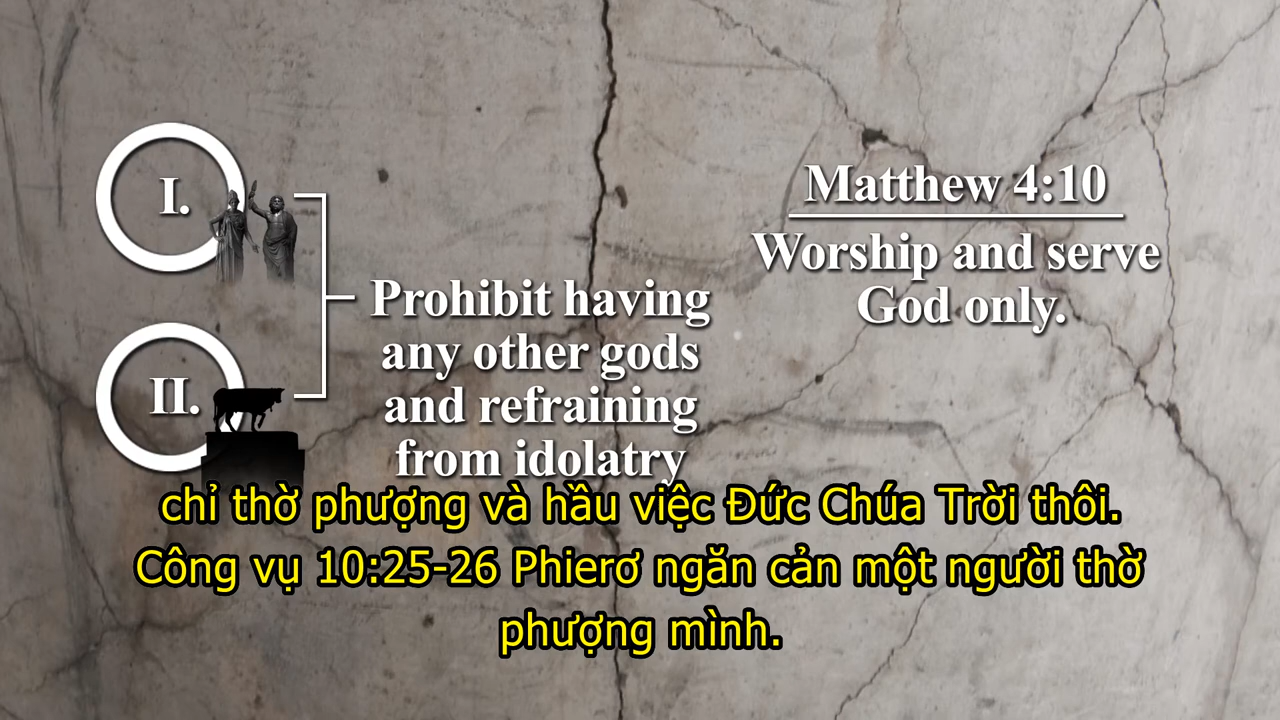 I.
II.
Prohibit having
any other gods
and refraining
from idolatry
Matthew 4:10
Worship and serve
God only.
chỉ thờ phượng và hầu việc Đức Chúa Trời thôi.
Công vụ 10:25-26 Phierơ ngăn cản một người thờ
phượng mình.